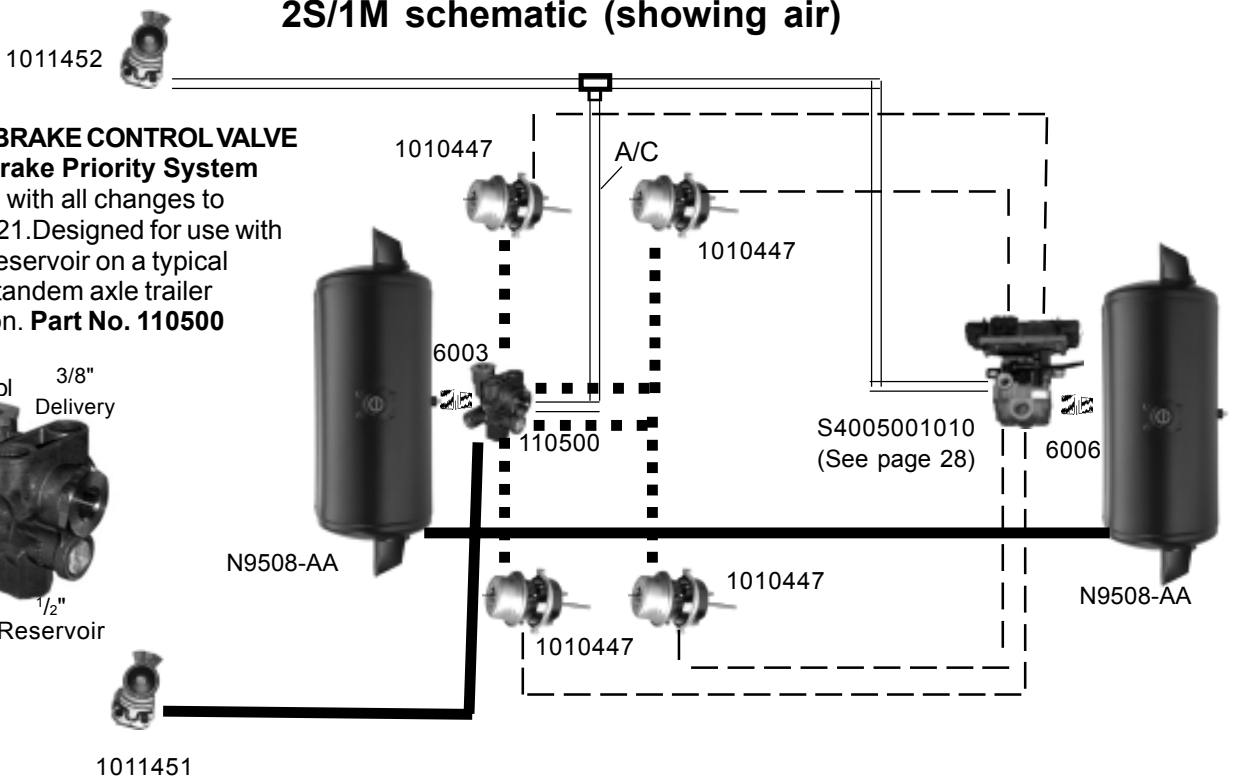 2S/1M schematic (showing air)
1011452
BRAKE CONTROL VALVE
rake Priority System
with all changes to
21.Designed for use with
eservoir on a typical
tandem axle trailer
on. Part No. 110500
1010447
A/C
1010447
6003
ol
3/8"
Delivery
110500
S4005001010
(See page 28)
6006
N9508-AA
1/2"
Reservoir
1010447
1010447
N9508-AA
1011451